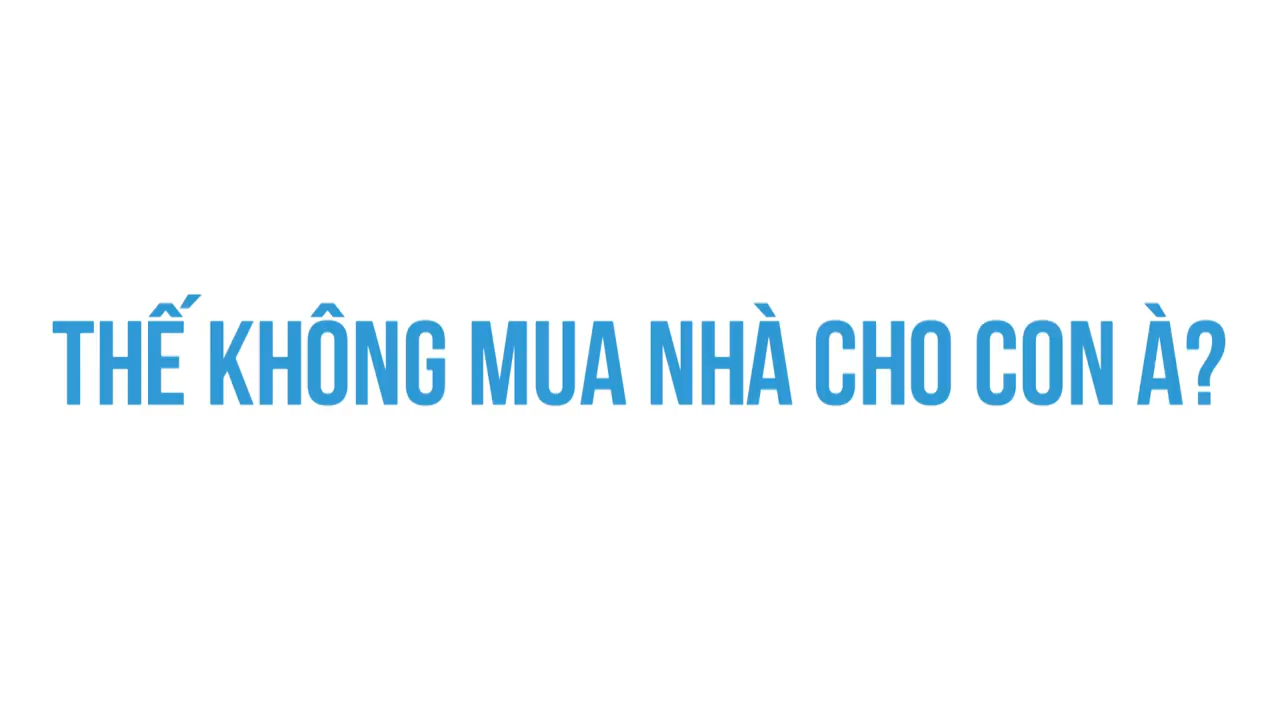 THẾ KHÔNG MUA NHÀ CHO CON À?